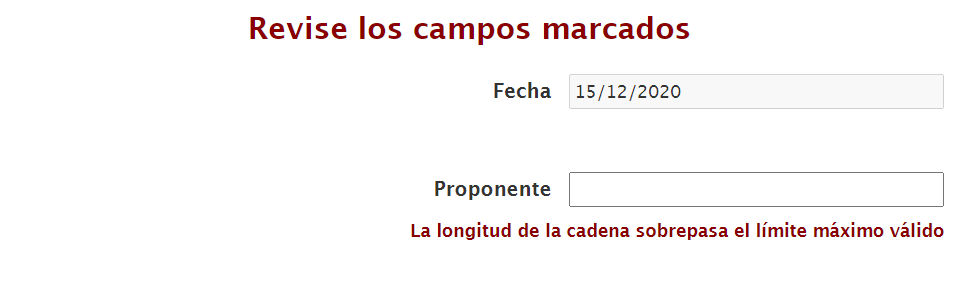 Revise los campos marcados
Fecha 15/12/2020
Proponente
La longitud de la cadena sobrepasa el límite máximo válido